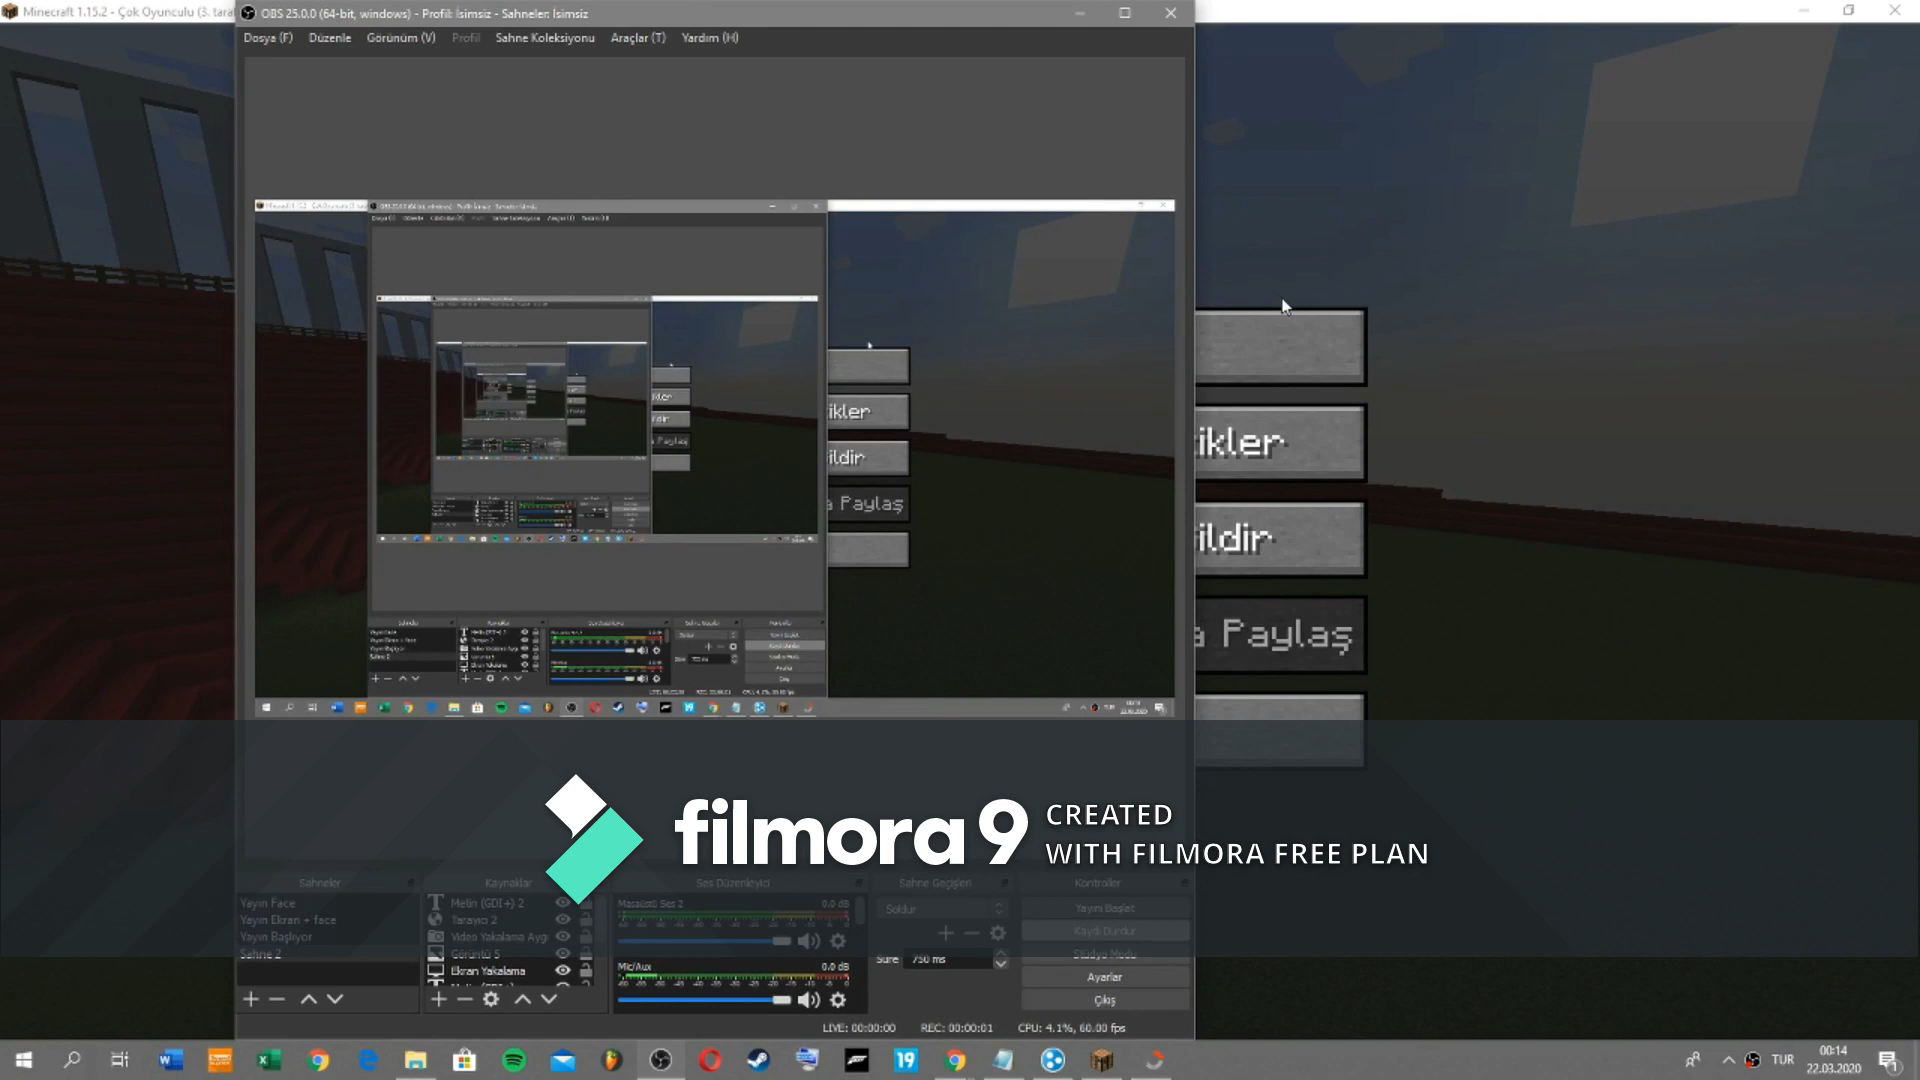 Minecraft 1.15.2 - Çok Oyunculu (3. taraf
OBS 25.0.0 (64-bit, windows) - Profil: İsimsiz - Sahneler: İsimsiz
Dosya (F) Düzenle Görünüm (V) Profil Sahne Koleksiyonu Araçlar (T) Yardım (H)
ikler
ildir
a Paylaş
ikler
ildir
a Paylaş
filmora9 CREATED
WITH FILMORA FREE PLAN
Sahneler Kaynaklar Ses Düzenleyici Sahne Geçişleri Kontroller
Yayın Face
Yayın Ekran + face
Yayın Başlıyor
Sahne 2
Metin (GDI+) 2
Tarayıcı 2
Video Yakalama Aygı
Görüntü 5
Ekran Yakalama
Masaüstü Ses 2 0.0 dB
Mic/Aux 0.0 dB
Soldur
Süre 750 ms
Yayını Başlat
Kaydı Durdur
Stüdyo Modu
Ayarlar
Çıkış
LIVE: 00:00:00 REC: 00:00:01 CPU: 4.1%, 60.00 fps
19
TUR
00:14
22.03.2020
1